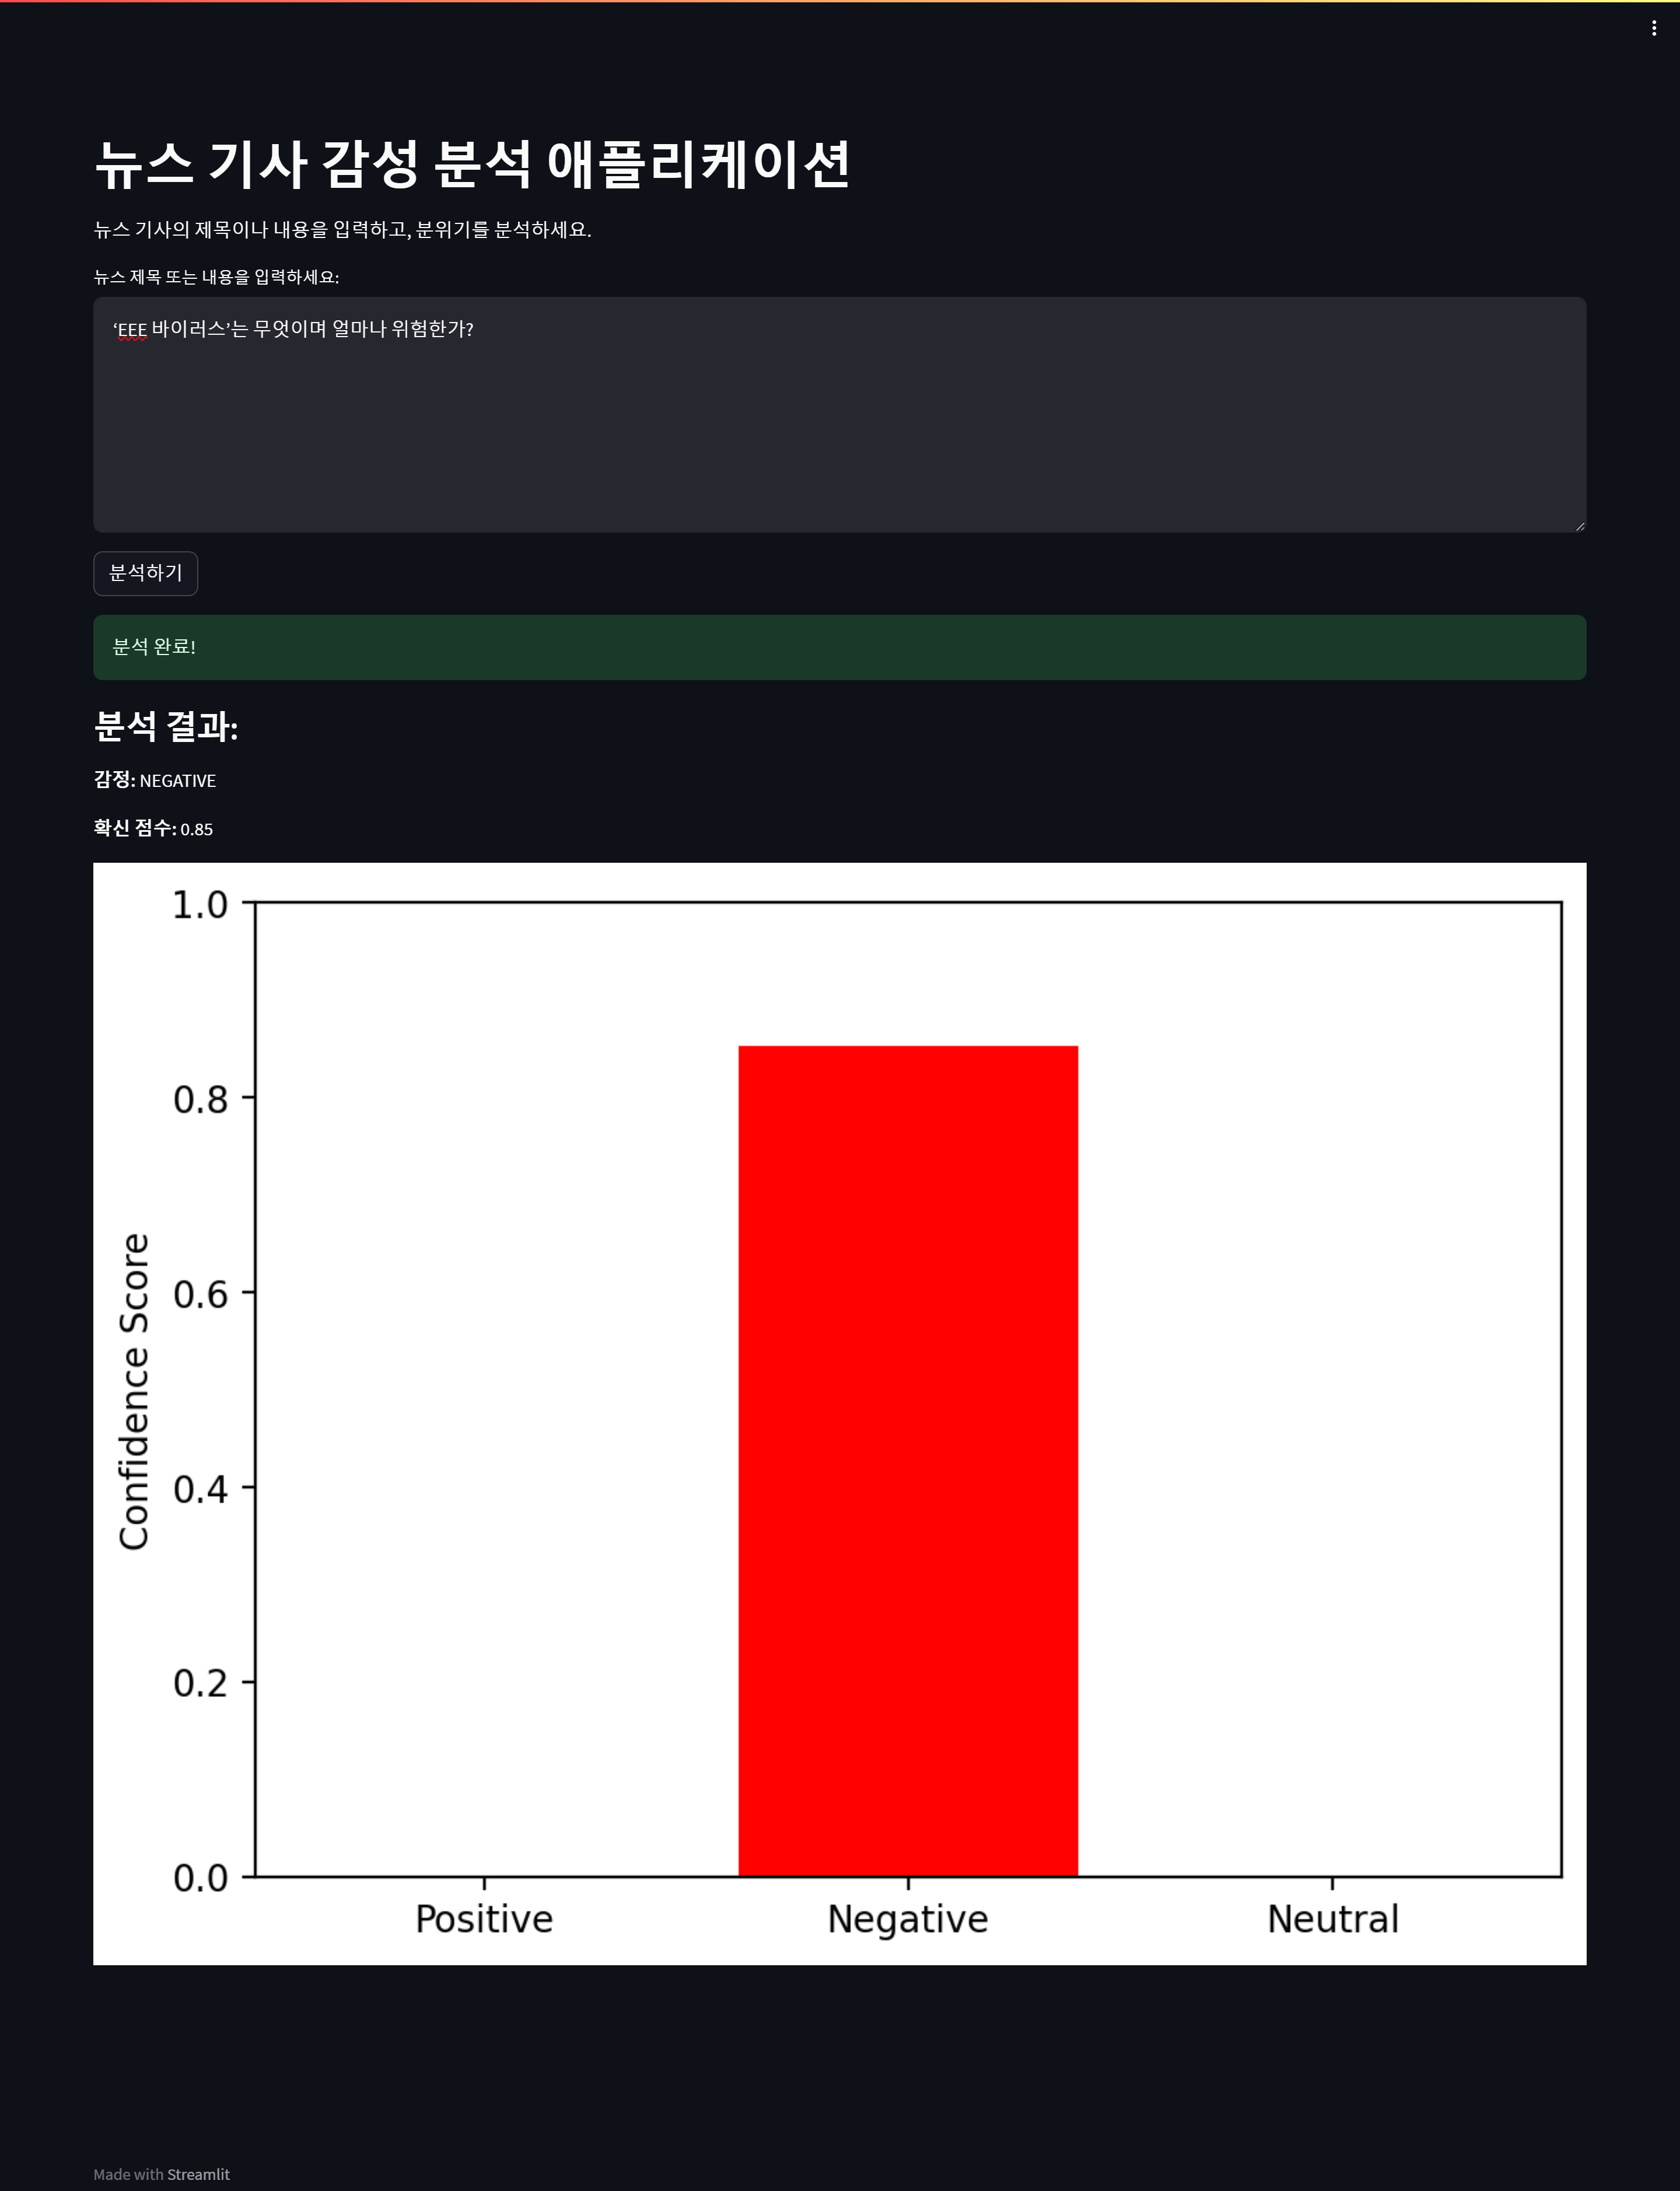 뉴스 기사 감성 분석 애플리케이션
뉴스 기사의 제목이나 내용을 입력하고, 분위기를 분석하세요.
뉴스 제목 또는 내용을 입력하세요:
‘EEE 바이러스’는 무엇이며 얼마나 위험한가?
분석하기
분석 완료!
분석 결과:
감정: NEGATIVE
확신 점수: 0.85
1.0
0.8
0.6
0.4
0.2
0.0
Confidence Score
Positive Negative Neutral
Made with Streamlit